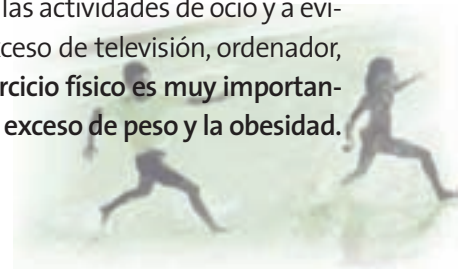 las actividades de ocio y a evi-
ceso de televisión, ordenador,
rcicio físico es muy importan-
exceso de peso y la obesidad.